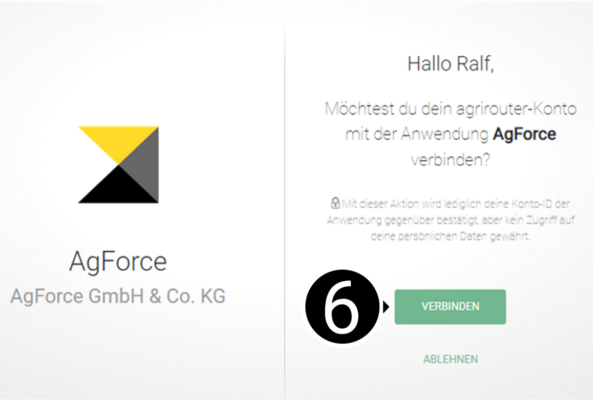 AgForce
AgForce GmbH & Co. KG
Hallo Ralf,
Möchtest du dein agrirouter-Konto
mit der Anwendung AgForce
verbinden?
Mit dieser Aktion wird lediglich deine Konto-ID der
Anwendung gegenüber bestätigt, aber kein Zugriff auf
deine persönlichen Daten gewährt.
6
VERBINDEN
ABLEHNEN